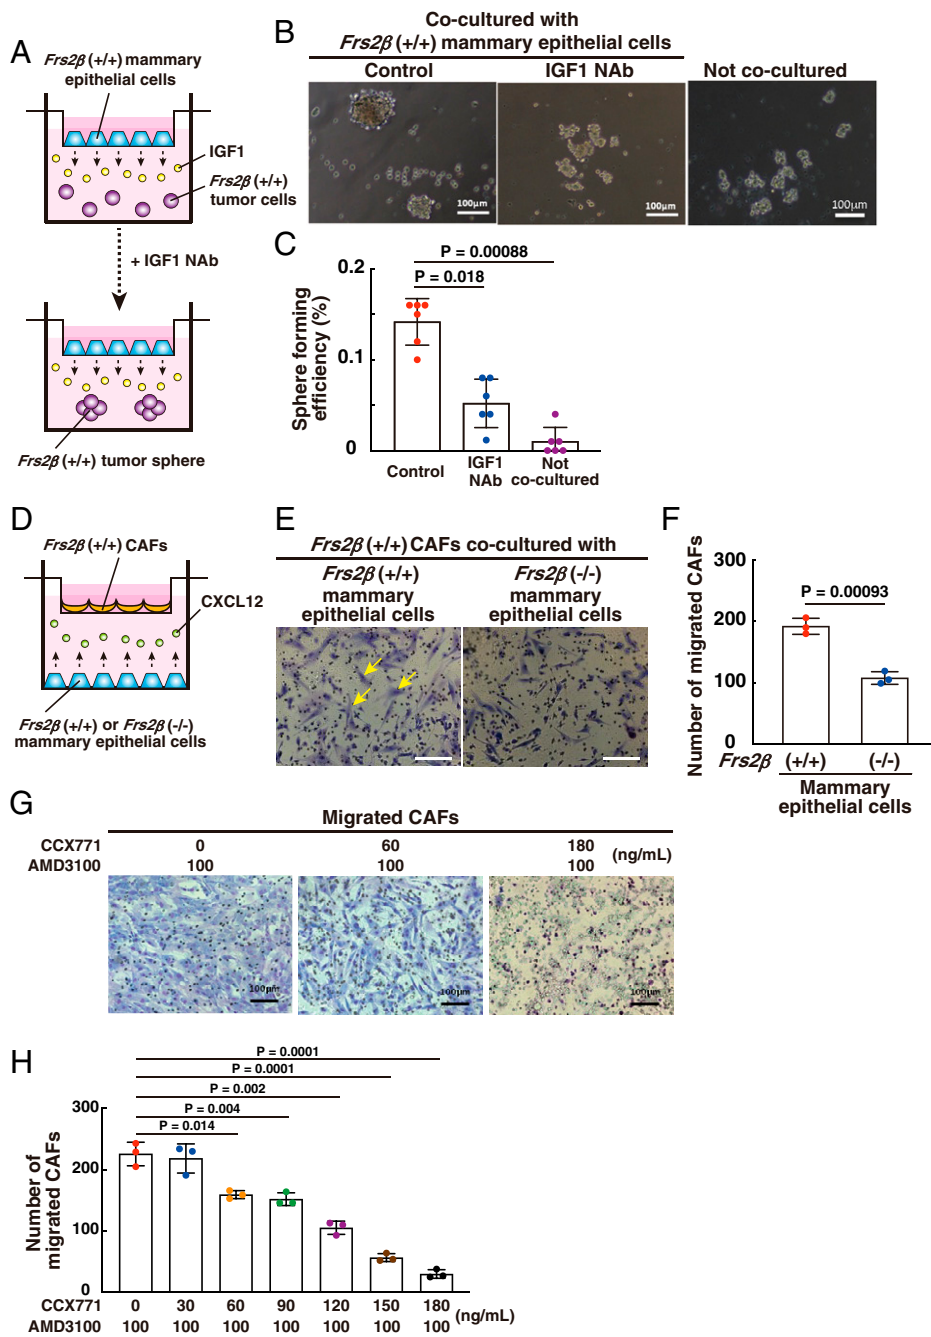 A
Frs2β (+/+) mammary
epithelial cells
IGF1
Frs2β (+/+)
tumor cells
+ IGF1 NAb
Frs2β (+/+) tumor sphere
B
Co-cultured with
Frs2β (+/+) mammary epithelial cells
Control
IGF1 NAb
Not co-cultured
100μm
100μm
100μm
C
P = 0.00088
P = 0.018
0.2
0.1
0
Sphere forming
efficiency (%)
Control
IGF1
NAb
Not
co-cultured
D
Frs2β (+/+) CAFs
CXCL12
Frs2β (+/+) or Frs2β (-/-)
mammary epithelial cells
E
Frs2β (+/+) CAFs co-cultured with
Frs2β (+/+)
mammary
epithelial cells
Frs2β (-/-)
mammary
epithelial cells
F
Number of migrated CAFs
300
200
100
0
P = 0.00093
Frs2β (+/+) (-/-)
Mammary
epithelial cells
G
Migrated CAFs
CCX771 0 60 180 (ng/mL)
AMD3100 100 100 100
100μm
100μm
100μm
H
P = 0.0001
P = 0.0001
P = 0.002
P = 0.004
P = 0.014
300
200
100
0
Number of
migrated CAFs
CCX771 0 30 60 90 120 150 180 (ng/mL)
AMD3100 100 100 100 100 100 100 100